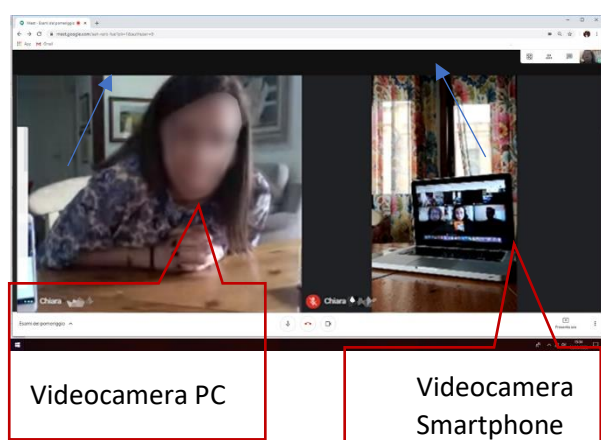 Meet - Esami del pomeriggio
meet.google.com
App Gmail
Chiara
Chiara
Esami del pomeriggio
Presenta ora
Videocamera PC
Videocamera
Smartphone